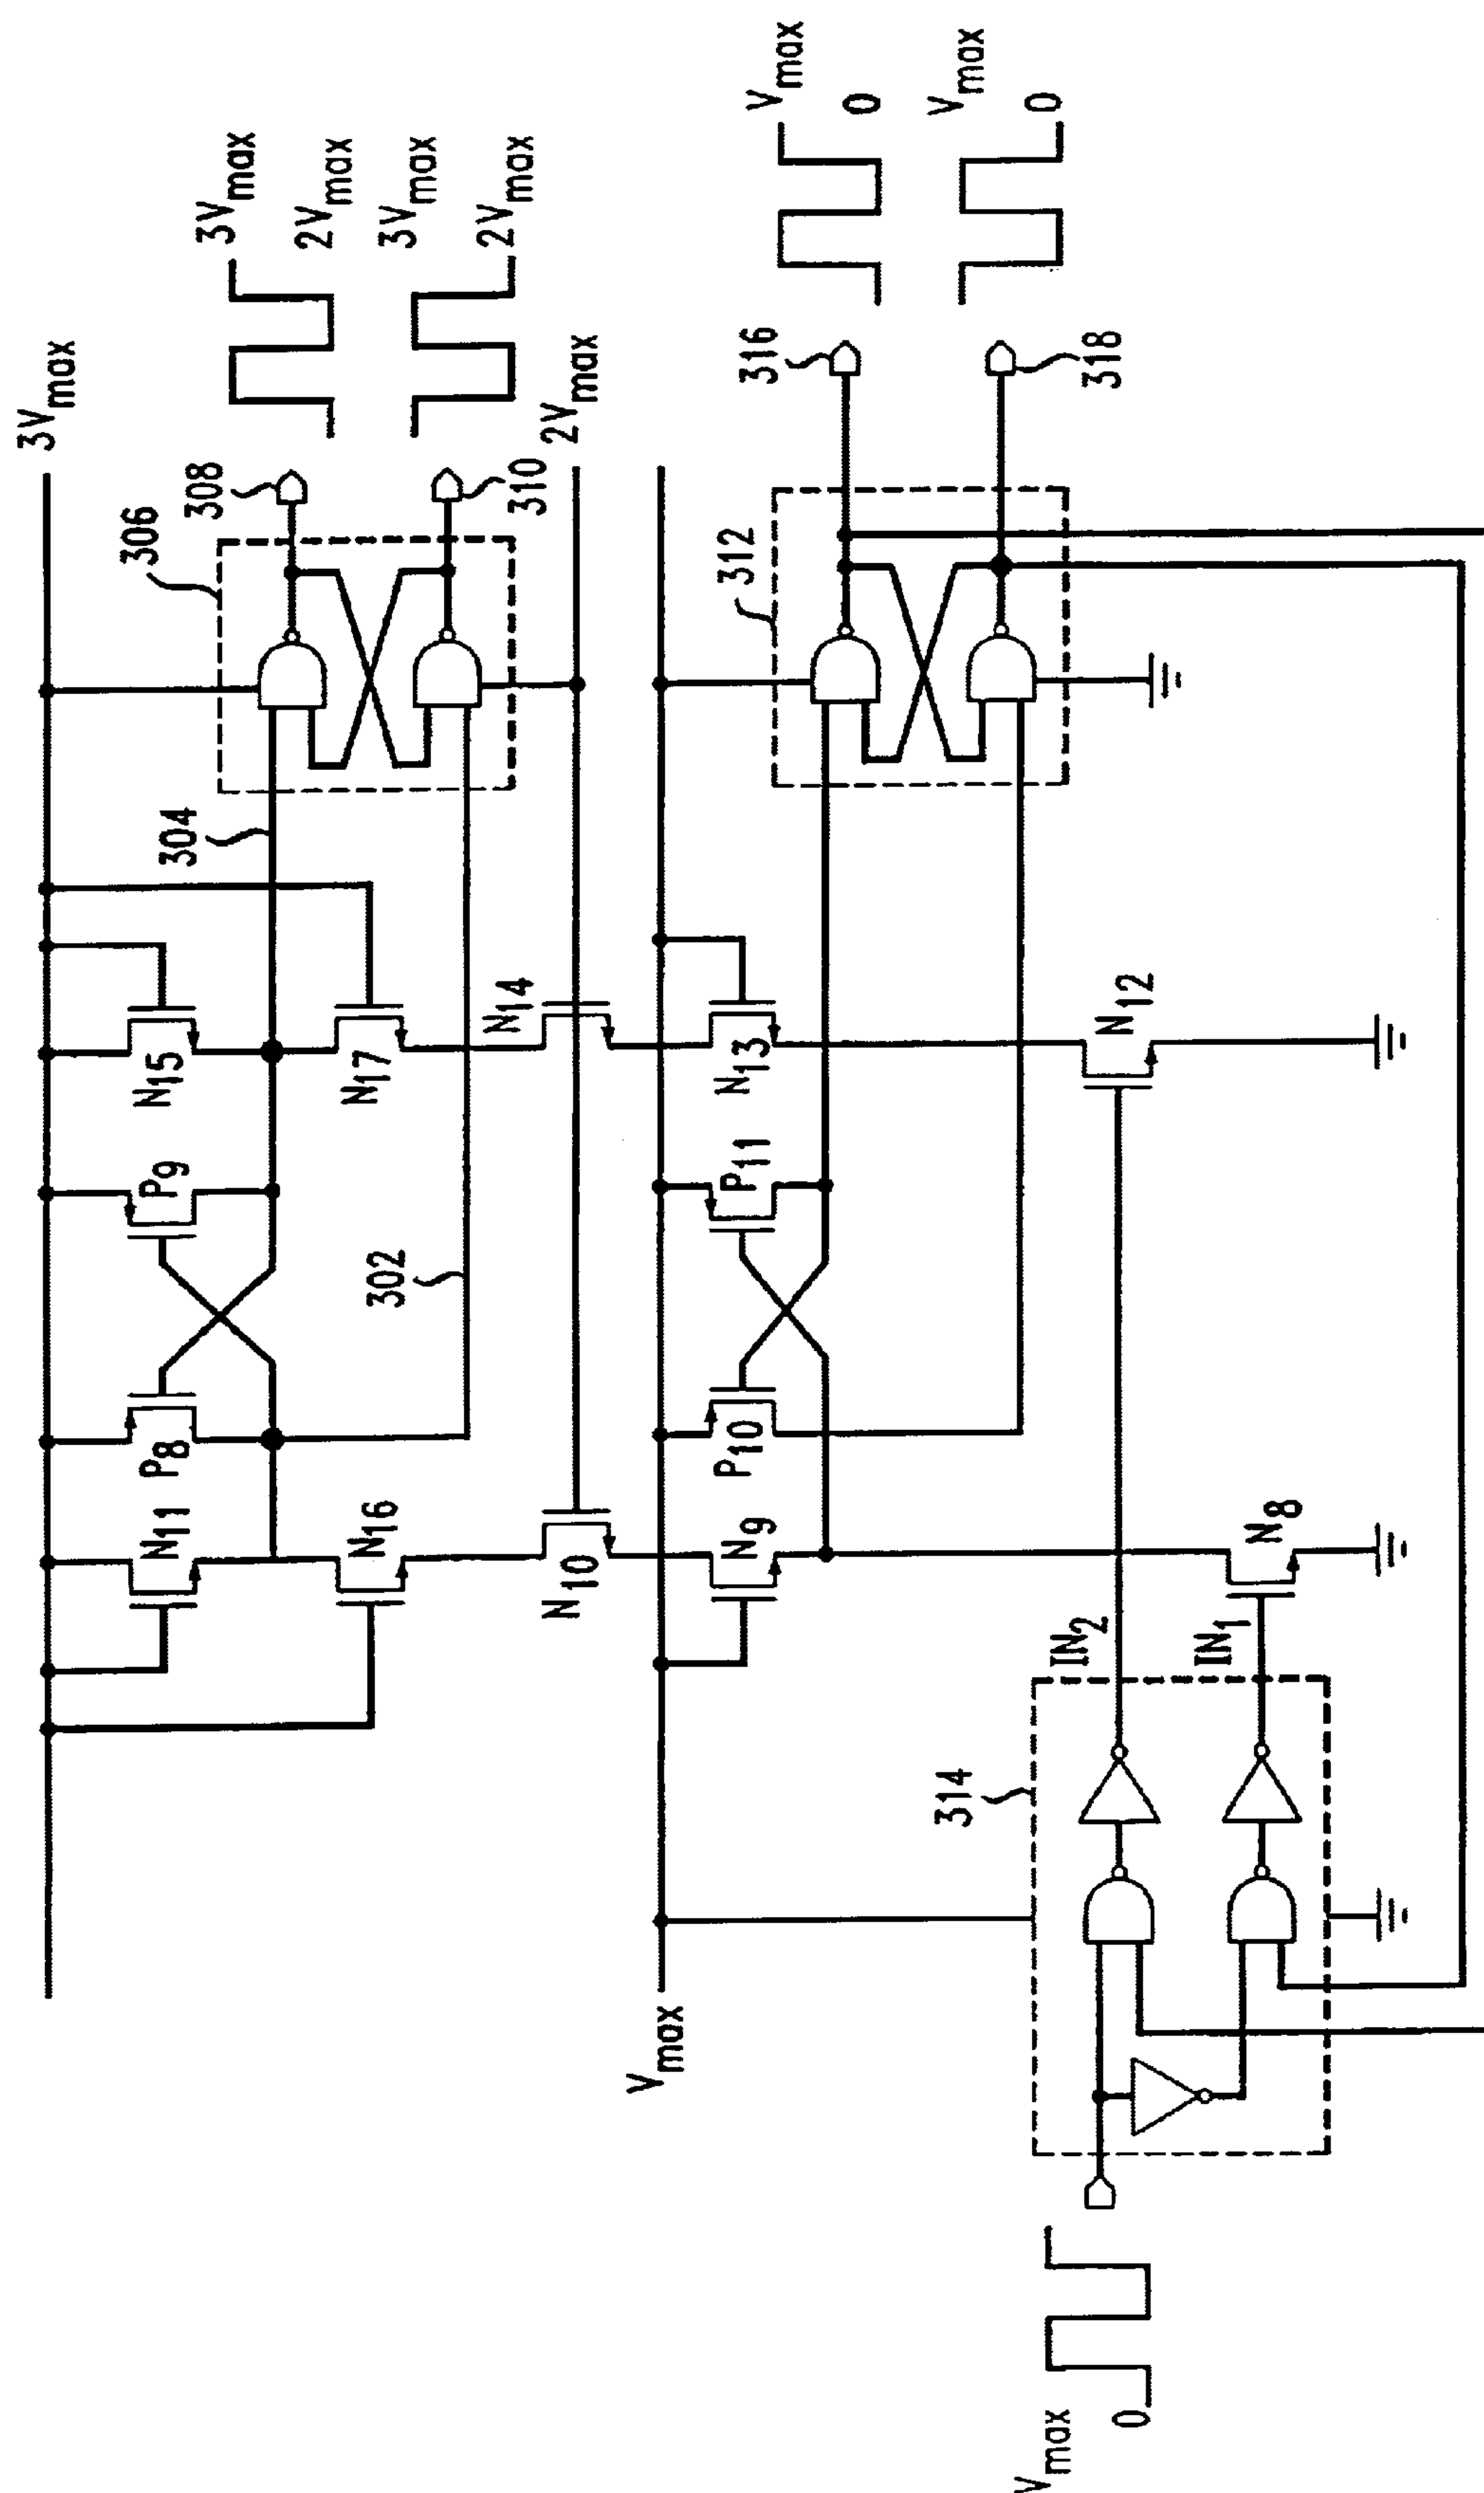 3Vmax
3Vmax
2Vmax
3Vmax
2Vmax
308
306
310
2Vmax
304
N15
N17
N14
P9
302
P8
N11
N16
N10
Vmax
0
Vmax
0
316
318
312
N13
N12
P11
P10
N9
N8
IN2
IN1
314
Vmax
Vmax
0